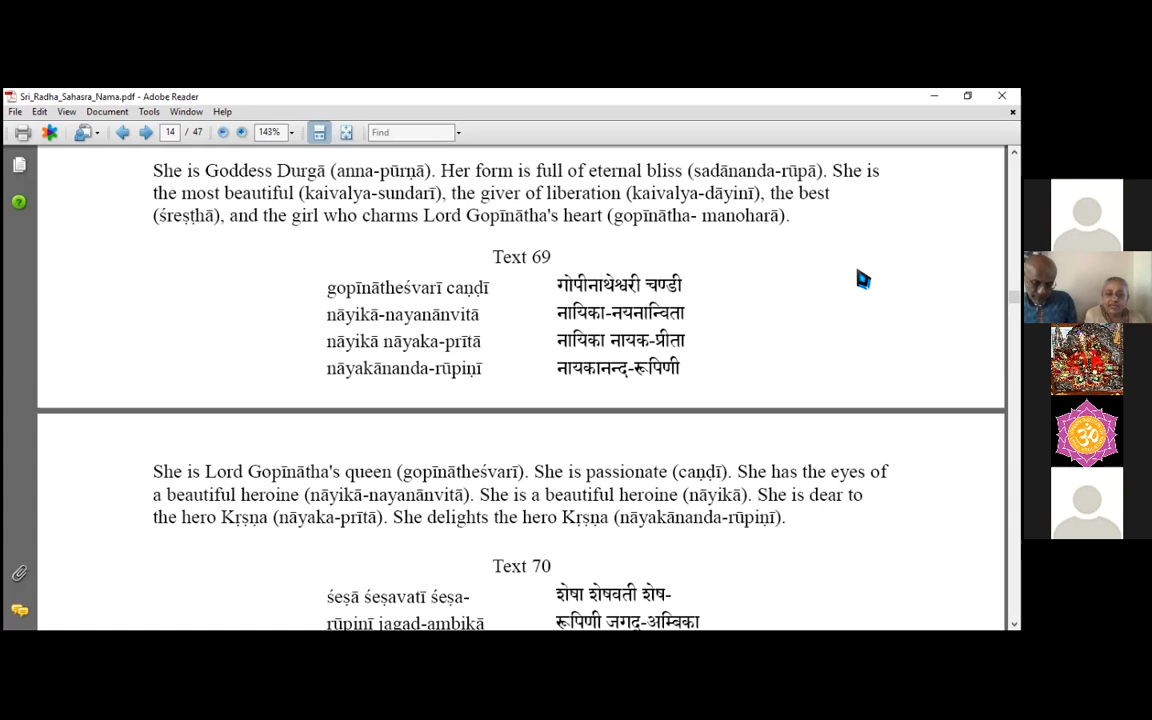 Sri_Radha_Sahasra_Nama.pdf - Adobe Reader
File Edit View Document Tools Window Help
14 / 47 143% Find
She is Goddess Durgā (anna-pūrṇā). Her form is full of eternal bliss (sadānanda-rūpā). She is
the most beautiful (kaivalya-sundarī), the giver of liberation (kaivalya-dāyinī), the best
(śreṣṭhā), and the girl who charms Lord Gopīnātha's heart (gopīnātha- manoharā).
Text 69
gopīnātheśvarī caṇḍī गोपीनाथेश्वरी चण्डी
nāyikā-nayanānvitā नायिका-नयनान्विता
nāyikā nāyaka-prītā नायिका नायक-प्रीता
nāyakānanda-rūpiṇī नायकानन्द-रूपिणी
She is Lord Gopīnātha's queen (gopīnātheśvarī). She is passionate (caṇḍī). She has the eyes of
a beautiful heroine (nāyikā-nayanānvitā). She is a beautiful heroine (nāyikā). She is dear to
the hero Kṛṣṇa (nāyaka-prītā). She delights the hero Kṛṣṇa (nāyakānanda-rūpiṇī).
Text 70
śeṣā śeṣavatī śeṣa- शेषा शेषवती शेष-
rūpiṇī jagad-ambikā रूपिणी जगद्-अम्बिका
ॐ